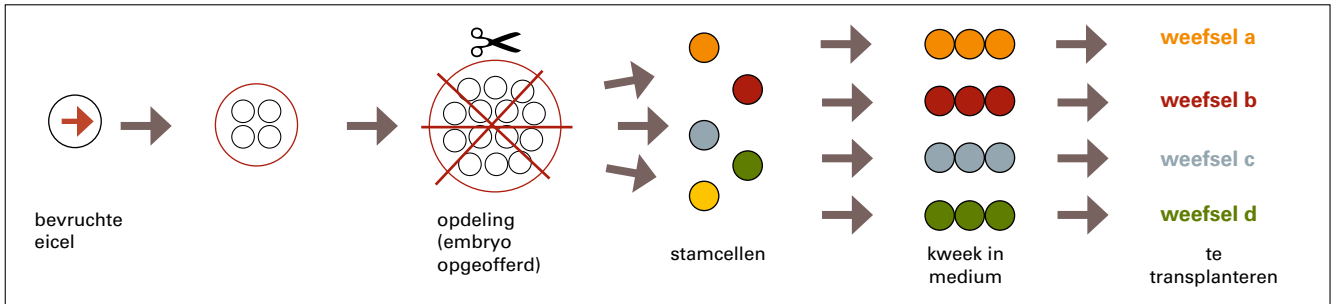 weefsel a
weefsel b
weefsel c
weefsel d
bevruchte
eicel
opdeling
(embryo
opgeofferd)
stamcellen
kweek in
medium
te
transplanteren